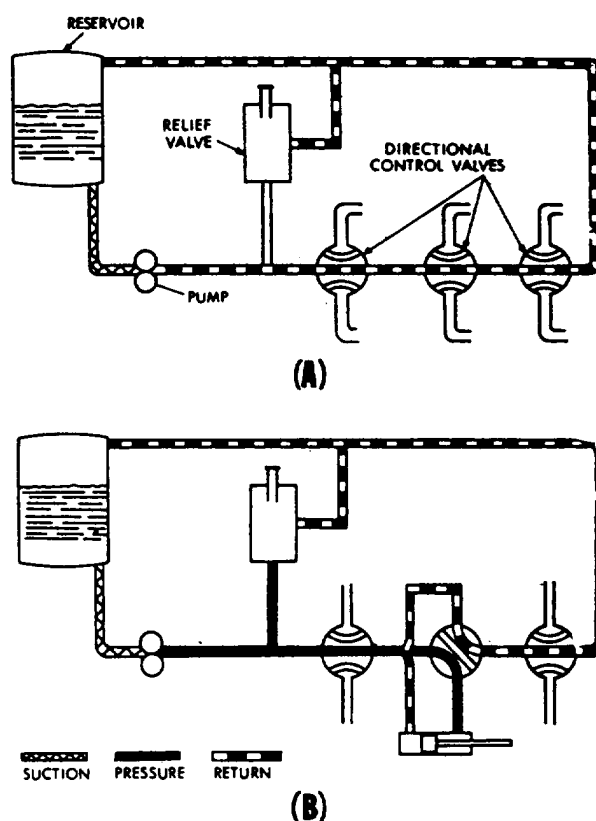 RESERVOIR
RELIEF
VALVE
DIRECTIONAL
CONTROL VALVES
PUMP
(A)
SUCTION PRESSURE RETURN
(B)